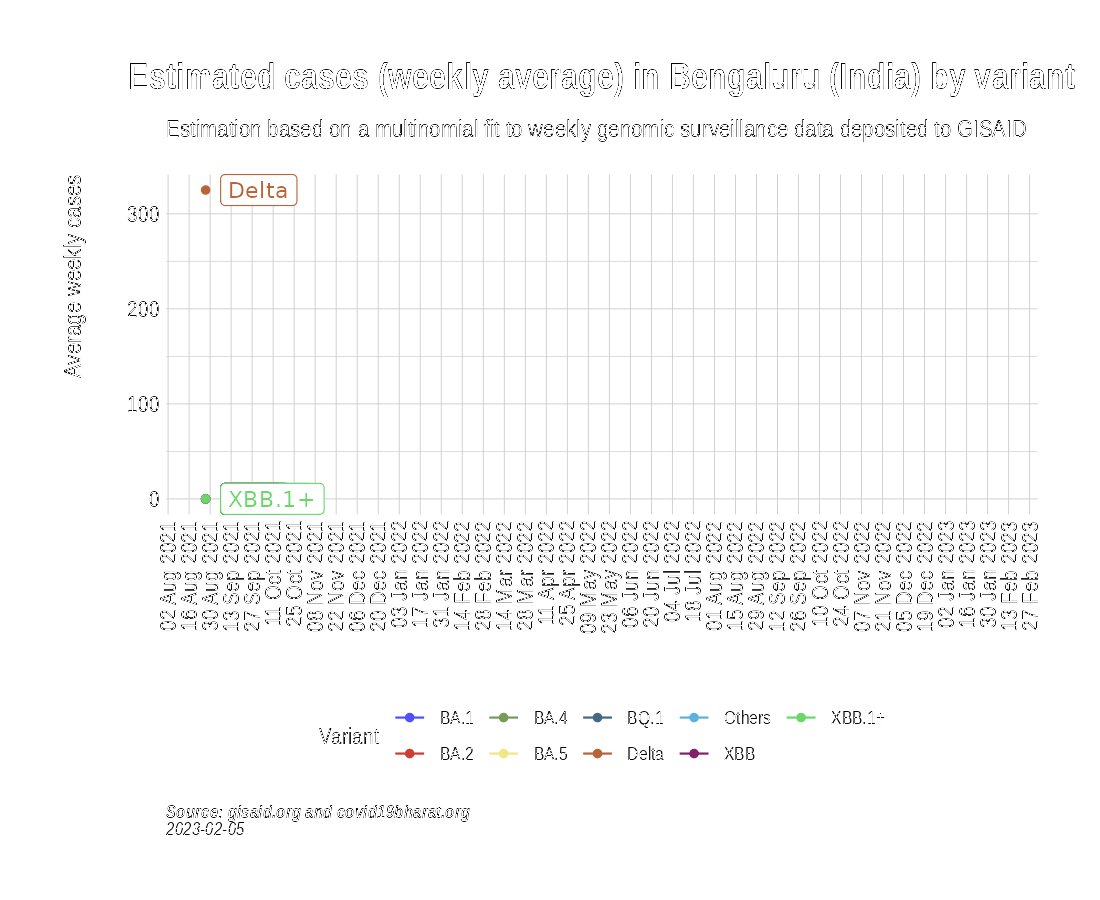 Estimated cases (weekly average) in Bengaluru (India) by variant
Estimation based on a multinomial fit to weekly genomic surveillance data deposited to GISAID
Average weekly cases
300
200
100
0
Delta
XBB.1+
02 Aug 2021
16 Aug 2021
30 Aug 2021
13 Sep 2021
27 Sep 2021
11 Oct 2021
25 Oct 2021
08 Nov 2021
22 Nov 2021
06 Dec 2021
20 Dec 2021
03 Jan 2022
17 Jan 2022
31 Jan 2022
14 Feb 2022
28 Feb 2022
14 Mar 2022
28 Mar 2022
11 Apr 2022
25 Apr 2022
09 May 2022
23 May 2022
06 Jun 2022
20 Jun 2022
04 Jul 2022
18 Jul 2022
01 Aug 2022
15 Aug 2022
29 Aug 2022
12 Sep 2022
26 Sep 2022
10 Oct 2022
24 Oct 2022
07 Nov 2022
21 Nov 2022
05 Dec 2022
19 Dec 2022
02 Jan 2023
16 Jan 2023
30 Jan 2023
13 Feb 2023
27 Feb 2023
Variant
BA.1 BA.4 BQ.1 Others XBB.1+
BA.2 BA.5 Delta XBB
Source: gisaid.org and covid19bharat.org
2023-02-05